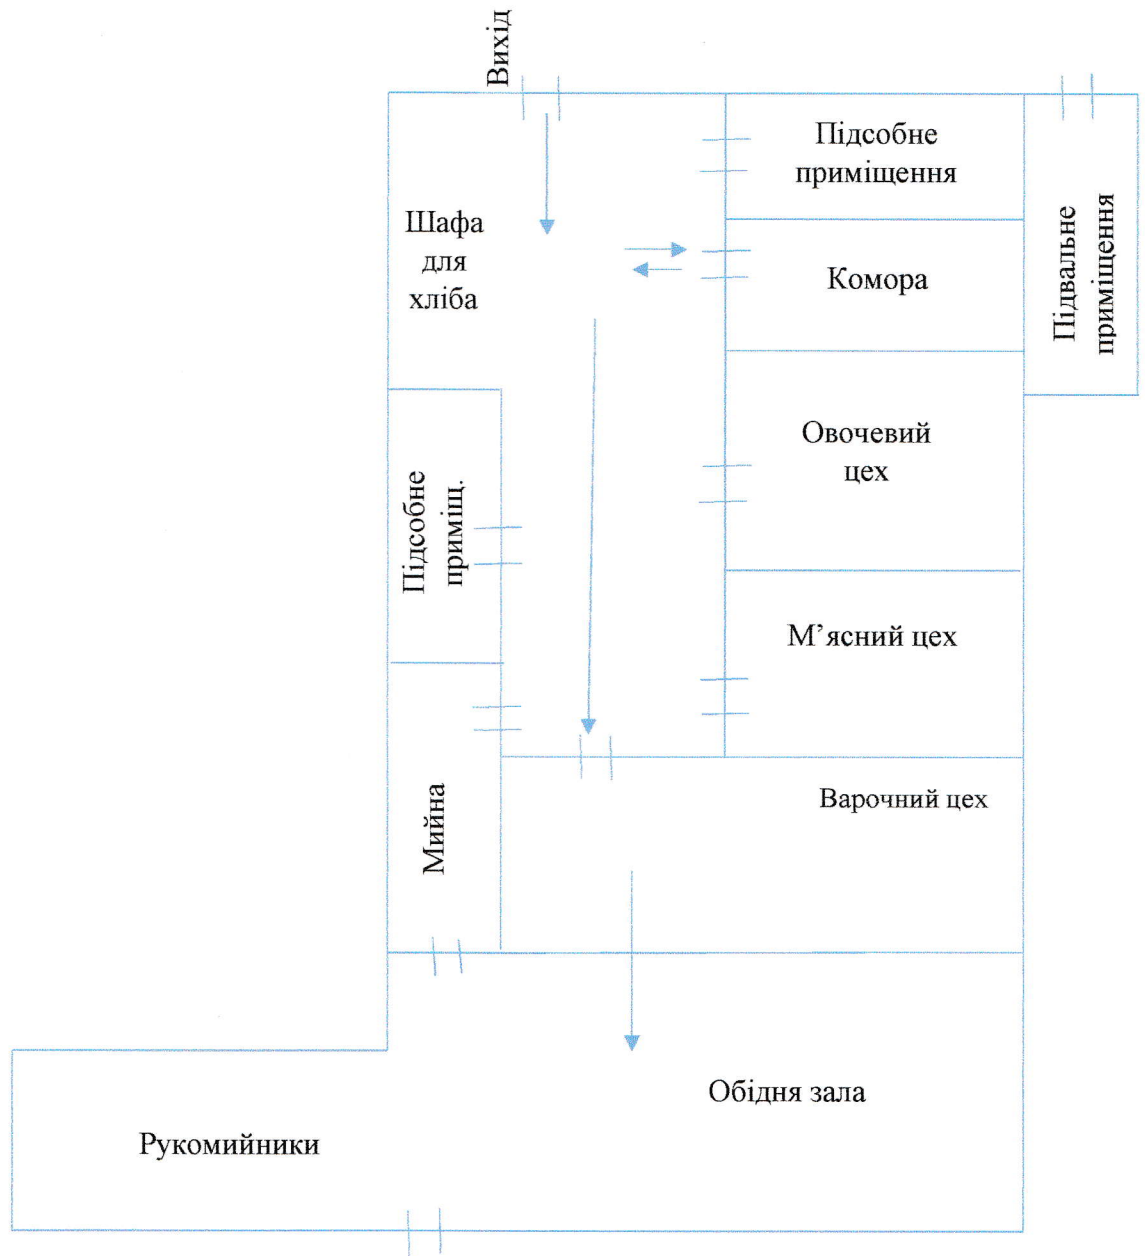 Вихід
Підсобне
приміщення
Шафа
для
хліба
Комора
Підвальне
приміщення
Овочевий
цех
Підсобне
приміщ.
М’ясний цех
Мийна
Варочний цех
Обідня зала
Рукомийники